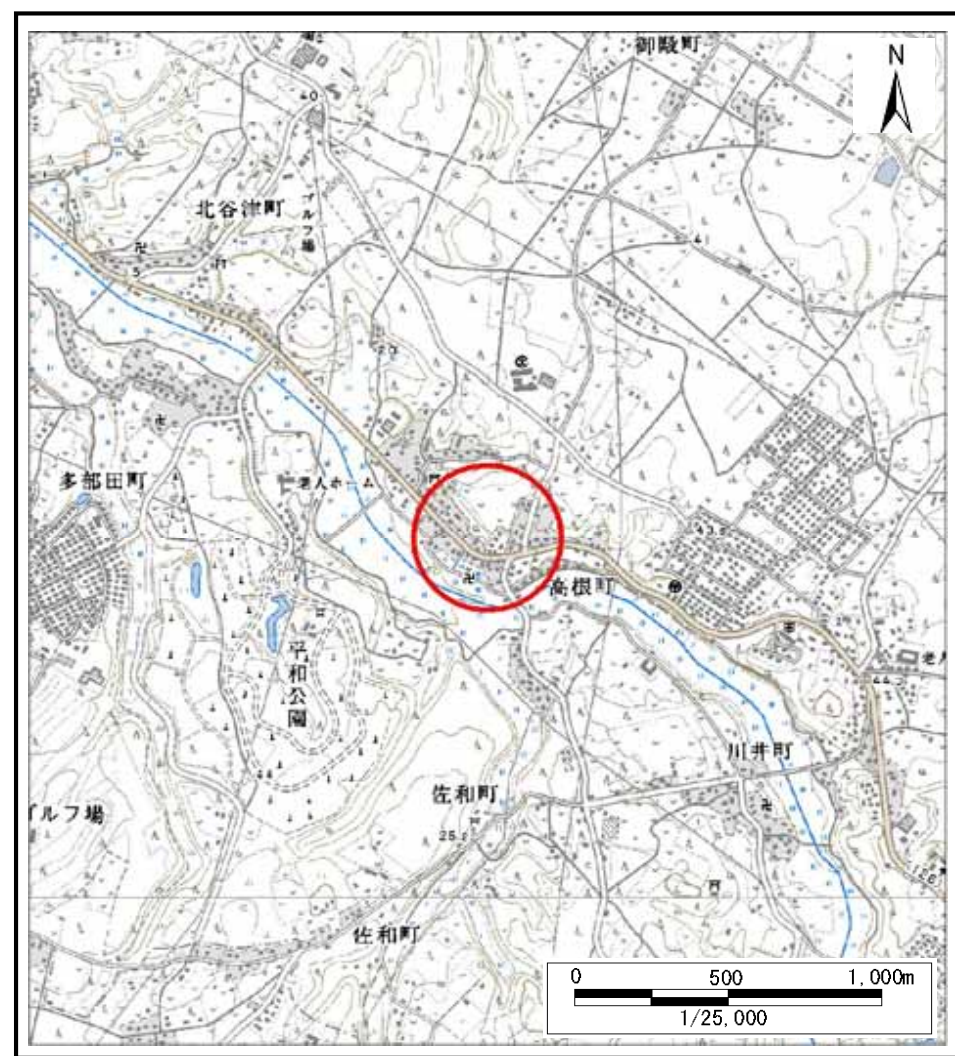 御殿町
N
40
北谷津町
ゴルフ場
多部田町
老人ホーム
高根町
平和公園
川井町
佐和町
ゴルフ場
佐和町
0 500 1,000m
1/25,000